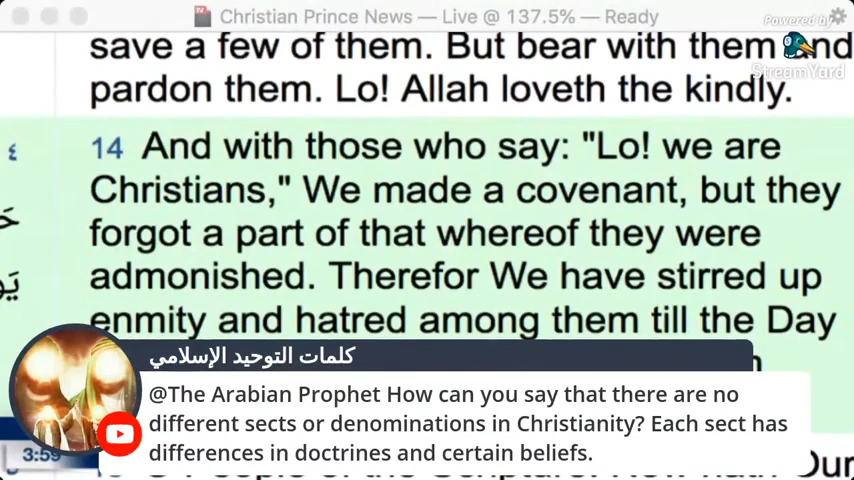 Christian Prince News — Live @ 137.5% — Ready
Powered by
StreamYard
save a few of them. But bear with them and
pardon them. Lo! Allah loveth the kindly.
14 And with those who say: "Lo! we are
Christians," We made a covenant, but they
forgot a part of that whereof they were
admonished. Therefor We have stirred up
enmity and hatred among them till the Day
كلمات التوحيد الإسلامي
@The Arabian Prophet How can you say that there are no
different sects or denominations in Christianity? Each sect has
differences in doctrines and certain beliefs.
3:59